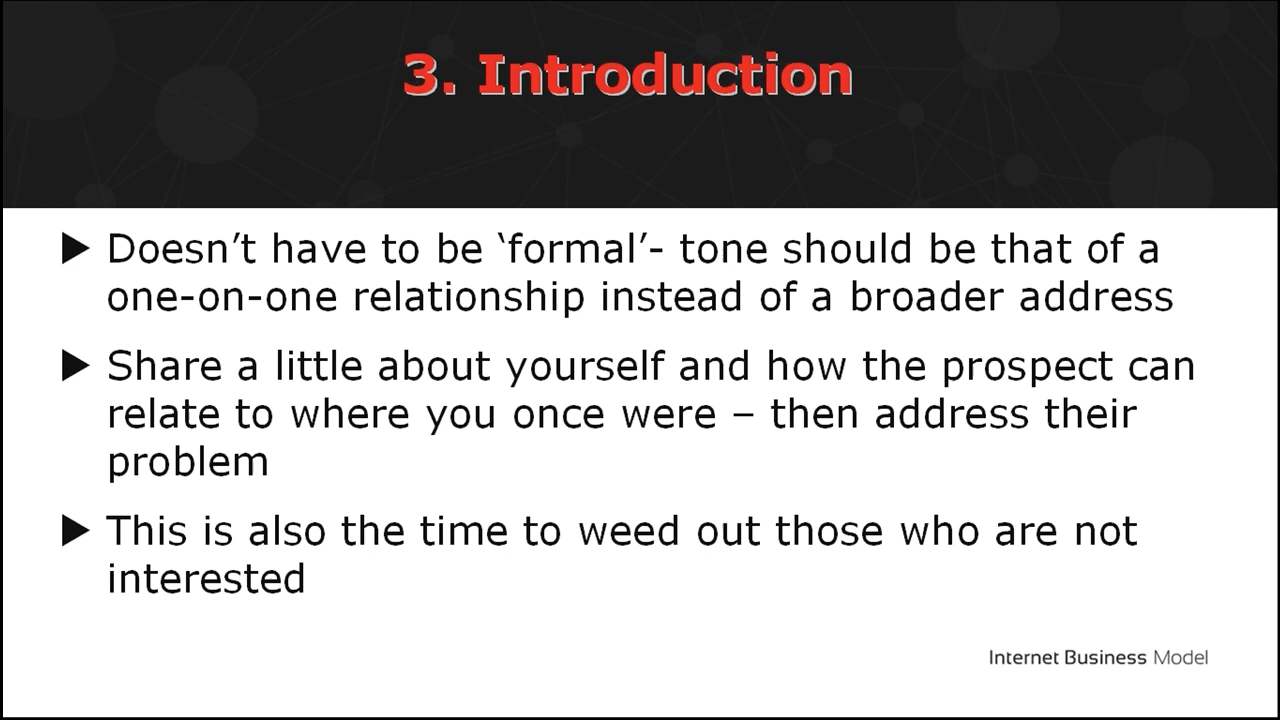 3. Introduction
▶ Doesn’t have to be ‘formal’- tone should be that of a
one-on-one relationship instead of a broader address
▶ Share a little about yourself and how the prospect can
relate to where you once were – then address their
problem
▶ This is also the time to weed out those who are not
interested
Internet Business Model